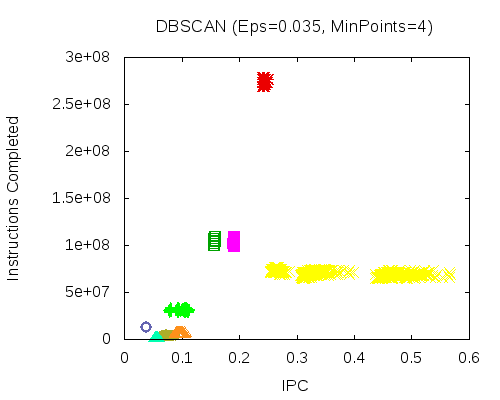 DBSCAN (Eps=0.035, MinPoints=4)
3e+08
2.5e+08
2e+08
1.5e+08
1e+08
5e+07
0
Instructions Completed
0 0.1 0.2 0.3 0.4 0.5 0.6
IPC